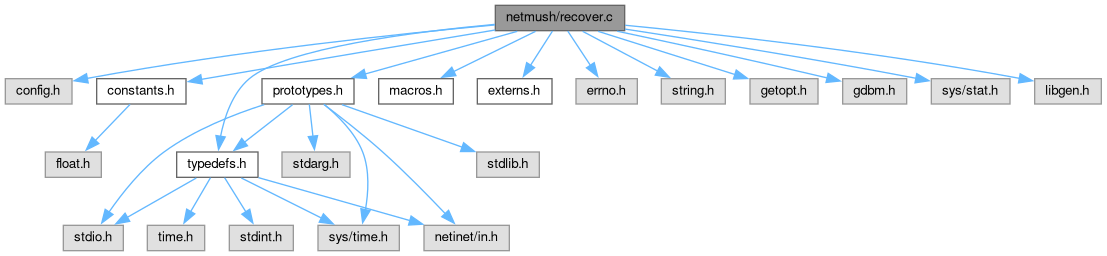 netmush/recover.c
config.h
constants.h
prototypes.h
macros.h
externs.h
errno.h
string.h
getopt.h
gdbm.h
sys/stat.h
libgen.h
float.h
typedefs.h
stdarg.h
stdlib.h
stdio.h
time.h
stdint.h
sys/time.h
netinet/in.h